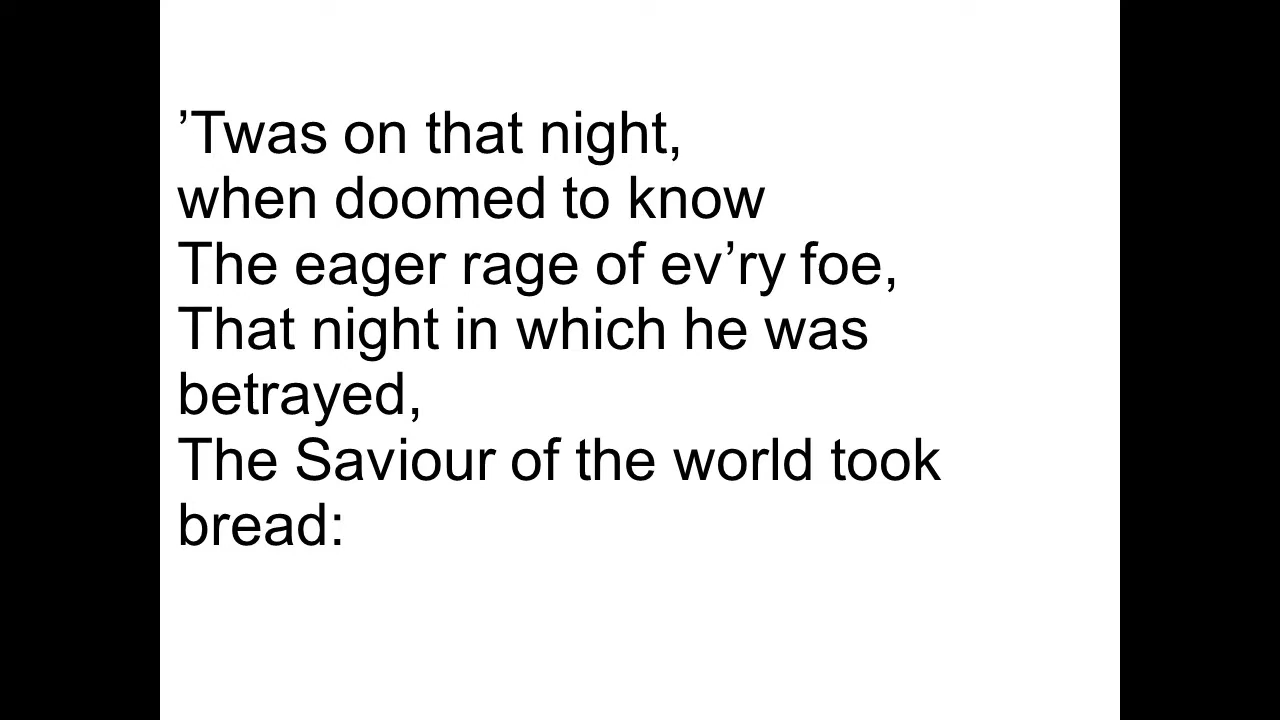 ’Twas on that night,
when doomed to know
The eager rage of ev’ry foe,
That night in which he was
betrayed,
The Saviour of the world took
bread: